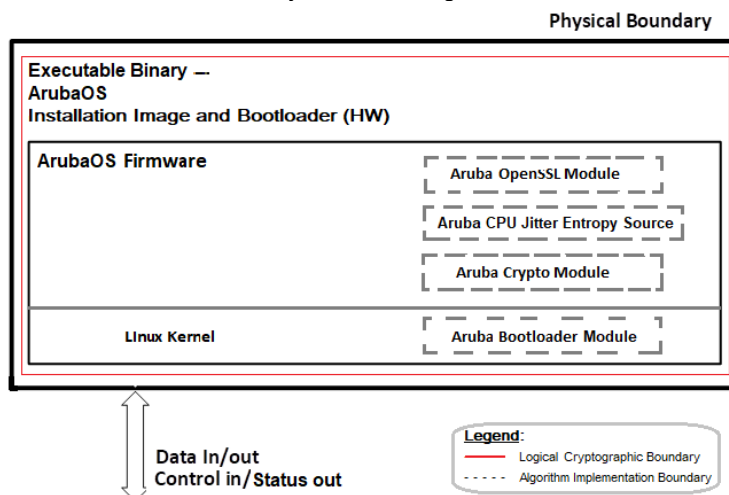 Physical Boundary
Executable Binary —
ArubaOS
Installation Image and Bootloader (HW)
ArubaOS Firmware
Aruba OpenSSL Module
Aruba CPU Jitter Entropy Source
Aruba Crypto Module
Linux Kernel
Aruba Bootloader Module
Data In/out
Control in/Status out
Legend:
Logical Cryptographic Boundary
Algorithm Implementation Boundary